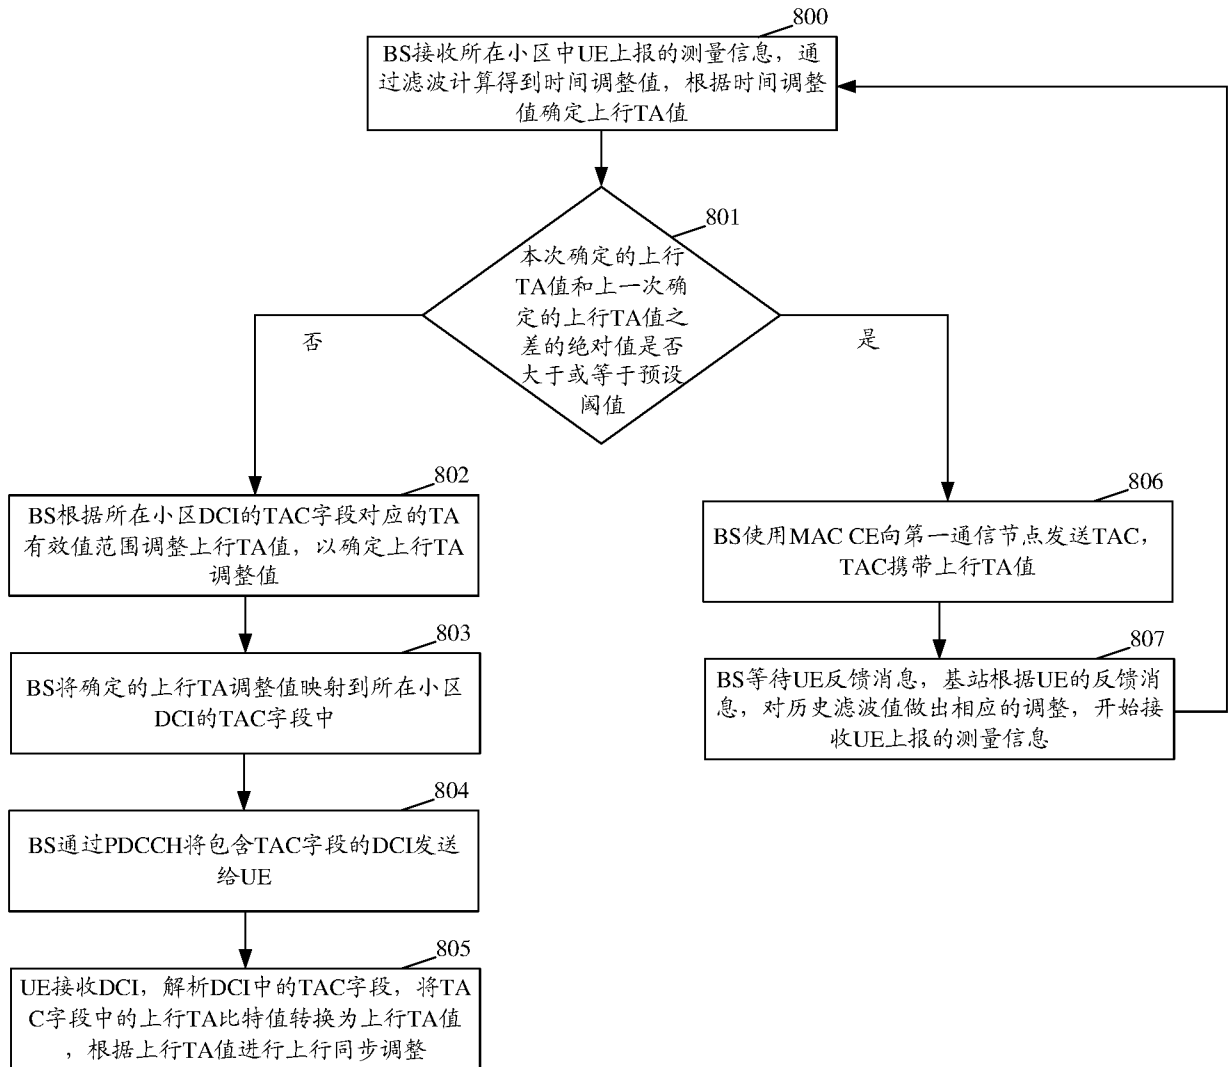 800
BS接收所在小区中UE上报的测量信息，通
过滤波计算得到时间调整值，根据时间调整
值确定上行TA值
801
本次确定的上行
TA值和上一次确
定的上行TA值之
差的绝对值是否
大于或等于预设
阈值
否
是
802
BS根据所在小区DCI的TAC字段对应的TA
有效值范围调整上行TA值，以确定上行TA
调整值
803
BS将确定的上行TA调整值映射到所在小区
DCI的TAC字段中
804
BS通过PDCCH将包含TAC字段的DCI发送
给UE
805
UE接收DCI，解析DCI中的TAC字段，将TA
C字段中的上行TA比特值转换为上行TA值
，根据上行TA值进行上行同步调整
806
BS使用MAC CE向第一通信节点发送TAC，
TAC携带上行TA值
807
BS等待UE反馈消息，基站根据UE的反馈消
息，对历史滤波值做出相应的调整，开始接
收UE上报的测量信息